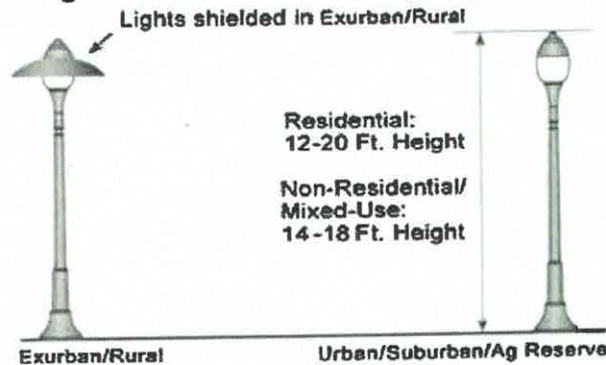 Lights shielded in Exurban/Rural
Residential:
12-20 Ft. Height
Non-Residential/
Mixed-Use:
14-18 Ft. Height
Exurban/Rural
Urban/Suburban/Ag Reserve